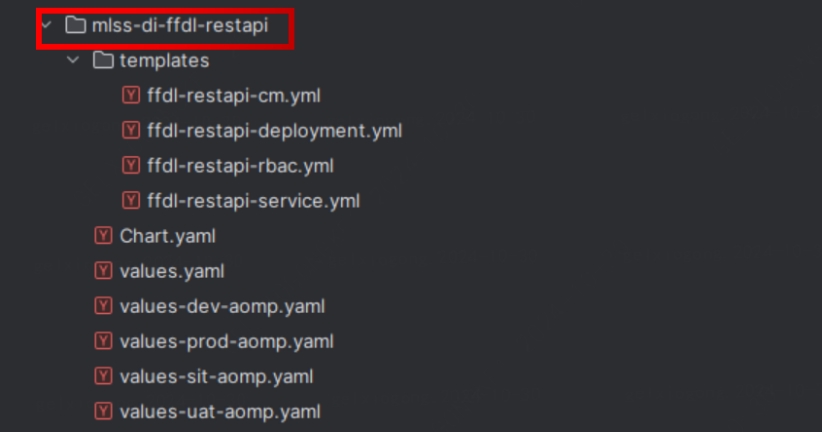 mlss-di-ffdl-restapi
templates
ffdl-restapi-cm.yml
ffdl-restapi-deployment.yml
ffdl-restapi-rbac.yml
ffdl-restapi-service.yml
Chart.yaml
values.yaml
values-dev-aomp.yaml
values-prod-aomp.yaml
values-sit-aomp.yaml
values-uat-aomp.yaml